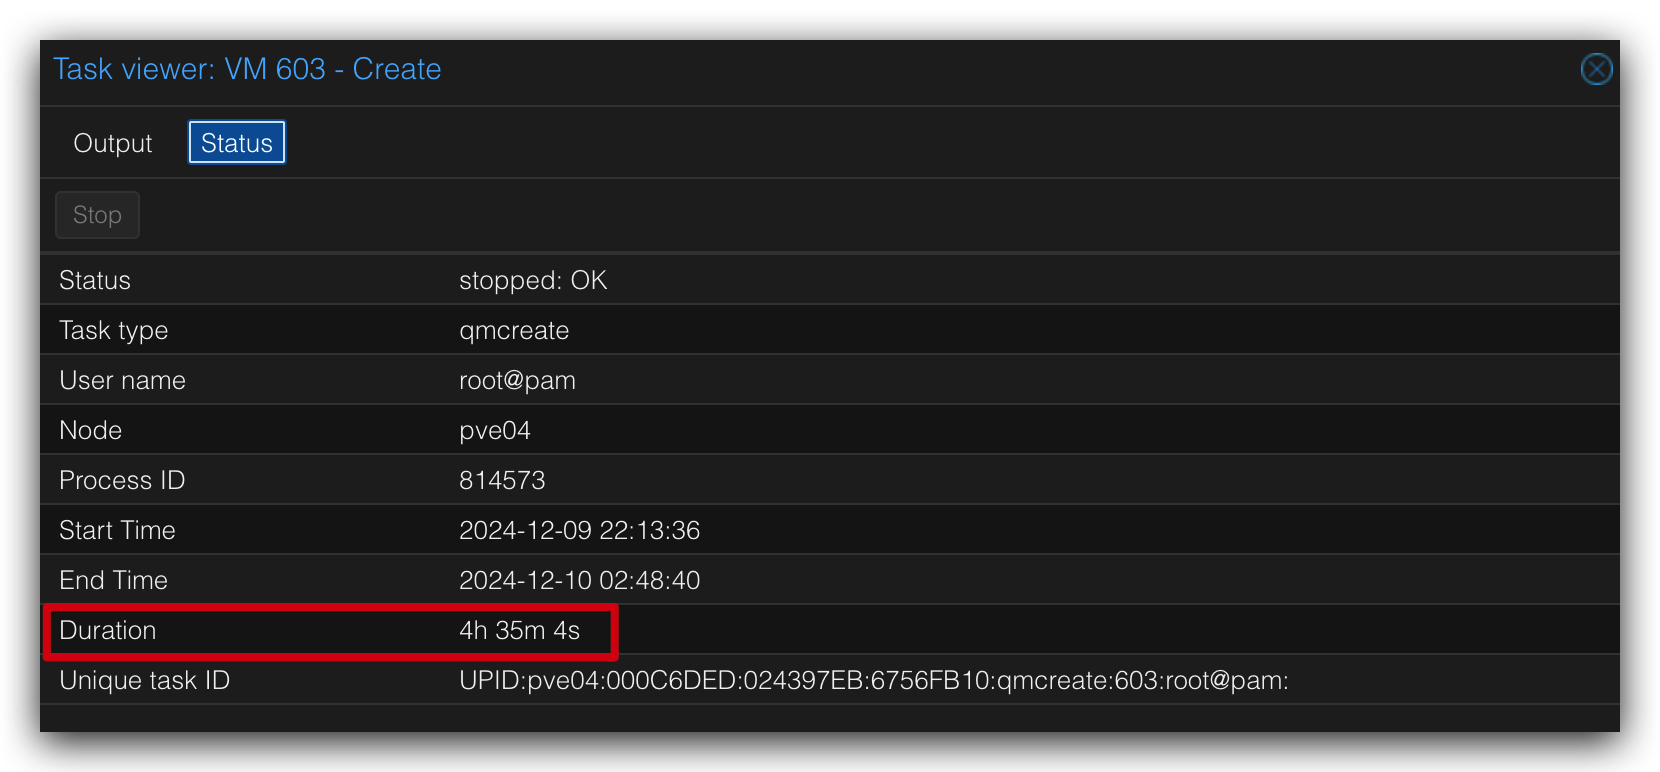 Task viewer: VM 603 - Create
Output Status
Stop
Status stopped: OK
Task type qmcreate
User name root@pam
Node pve04
Process ID 814573
Start Time 2024-12-09 22:13:36
End Time 2024-12-10 02:48:40
Duration 4h 35m 4s
Unique task ID UPID:pve04:000C6DED:024397EB:6756FB10:qmcreate:603:root@pam: